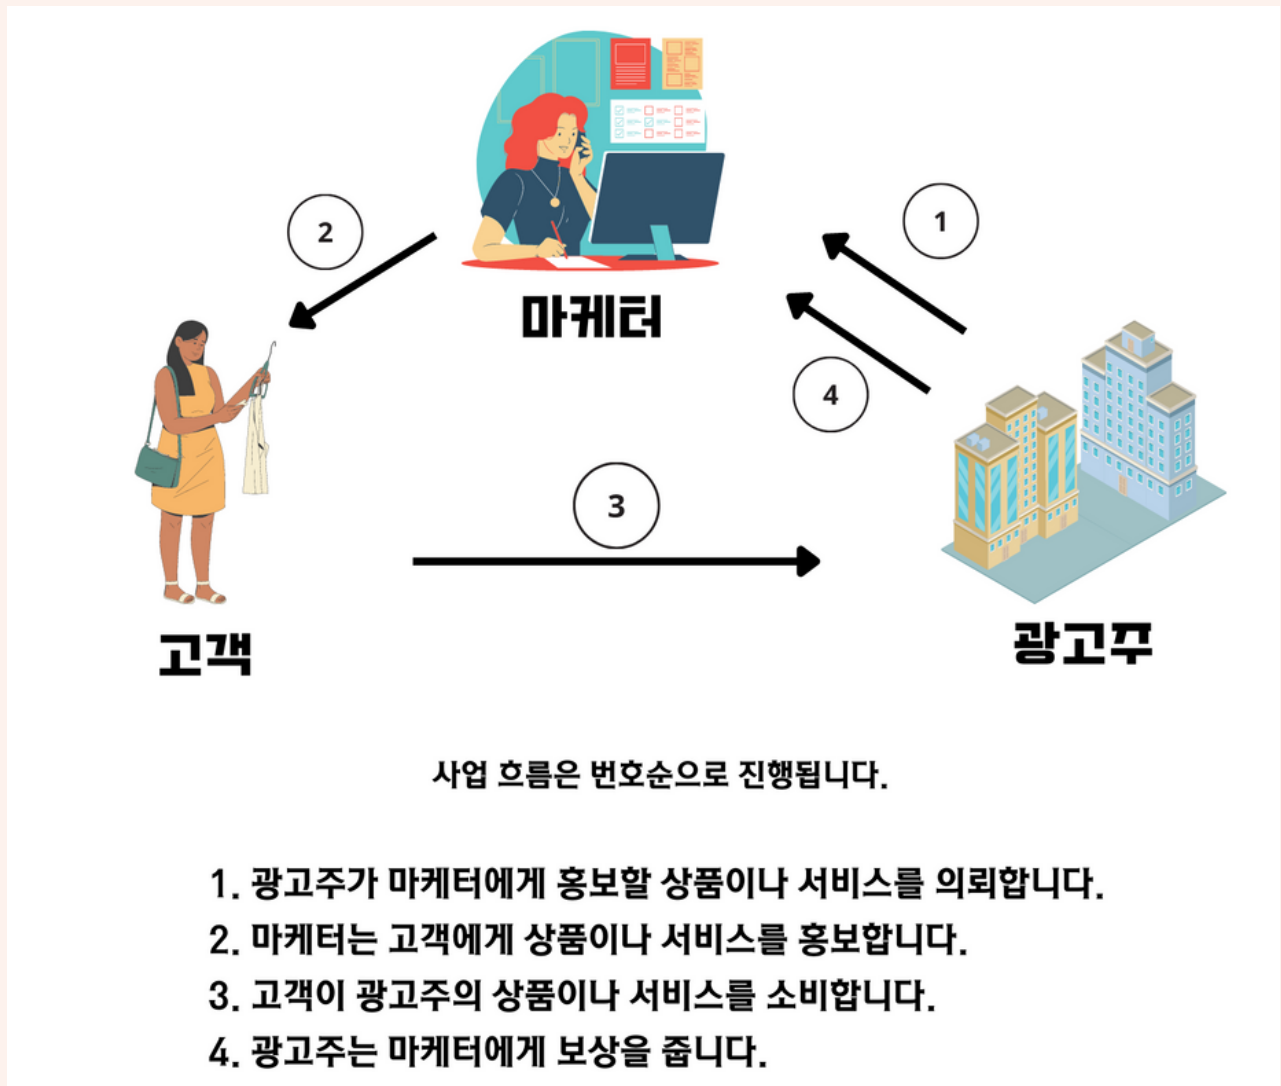 2
1
마케터
4
3
고객
광고주
사업 흐름은 번호순으로 진행됩니다.
1. 광고주가 마케터에게 홍보할 상품이나 서비스를 의뢰합니다.
2. 마케터는 고객에게 상품이나 서비스를 홍보합니다.
3. 고객이 광고주의 상품이나 서비스를 소비합니다.
4. 광고주는 마케터에게 보상을 줍니다.